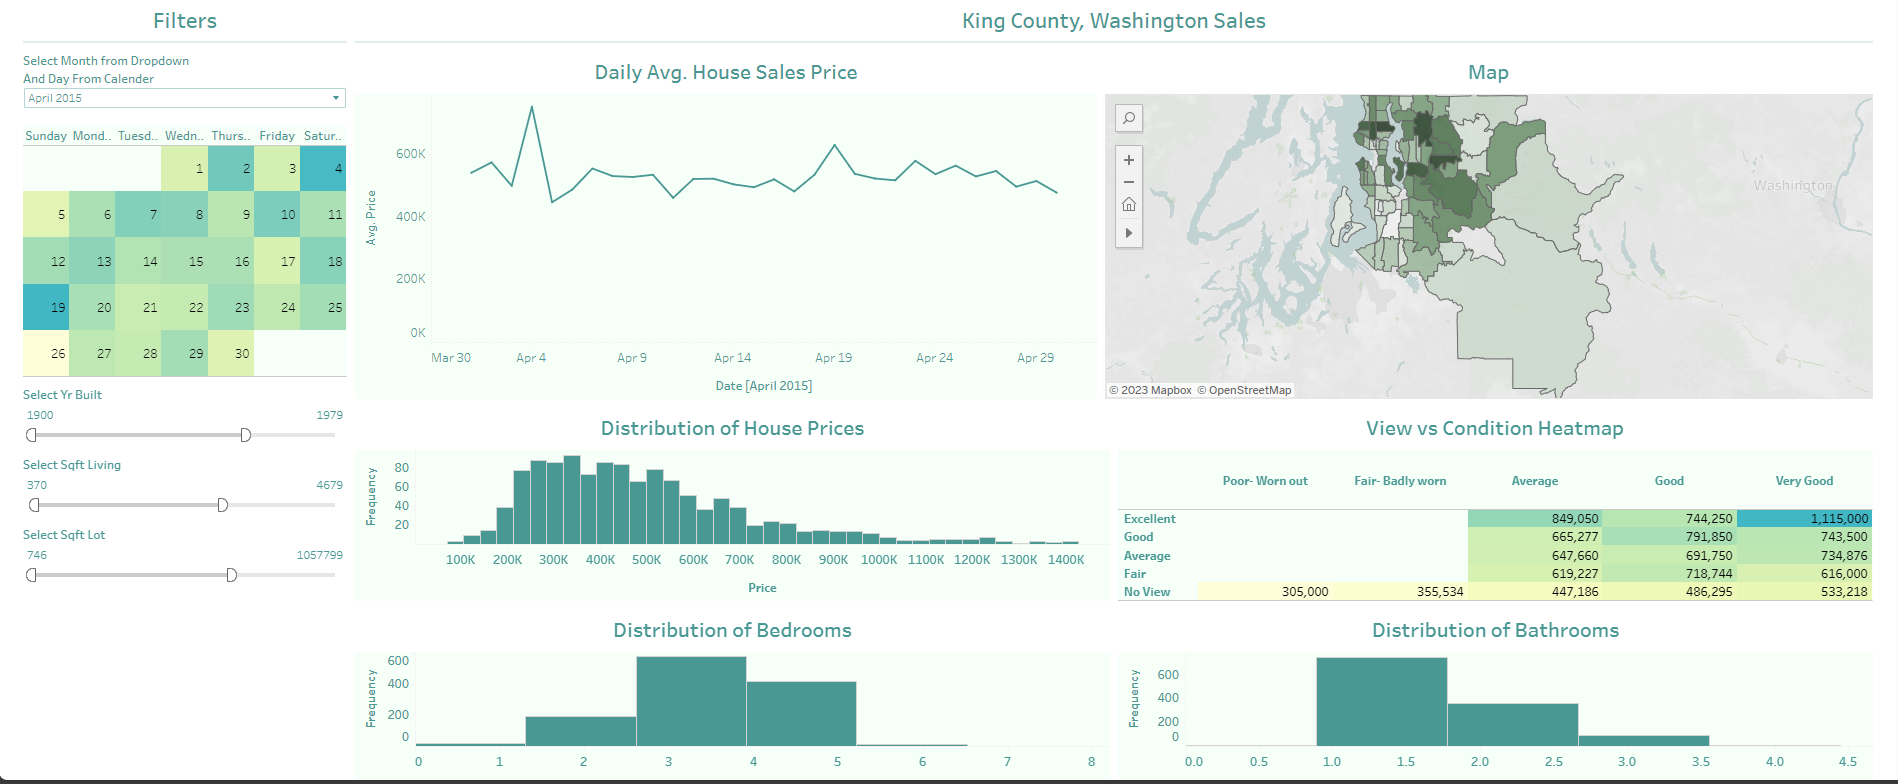 Filters
King County, Washington Sales
Select Month from Dropdown
And Day From Calender
April 2015
Sunday Mond.. Tuesd.. Wedn.. Thurs.. Friday Satur..
1 2 3 4
5 6 7 8 9 10 11
12 13 14 15 16 17 18
19 20 21 22 23 24 25
26 27 28 29 30
Select Yr Built
1900 1979
Select Sqft Living
370 4679
Select Sqft Lot
746 1057799
Daily Avg. House Sales Price
Avg. Price
600K
400K
200K
0K
Mar 30 Apr 4 Apr 9 Apr 14 Apr 19 Apr 24 Apr 29
Date [April 2015]
Map
Washington
© 2023 Mapbox © OpenStreetMap
Distribution of House Prices
Frequency
80
60
40
20
100K 200K 300K 400K 500K 600K 700K 800K 900K 1000K 1100K 1200K 1300K 1400K
Price
View vs Condition Heatmap
Poor- Worn out Fair- Badly worn Average Good Very Good
Excellent 849,050 744,250 1,115,000
Good 665,277 791,850 743,500
Average 647,660 691,750 734,876
Fair 619,227 718,744 616,000
No View 305,000 355,534 447,186 486,295 533,218
Distribution of Bedrooms
Frequency
600
400
200
0
0 1 2 3 4 5 6 7 8
Distribution of Bathrooms
Frequency
600
400
200
0
0.0 0.5 1.0 1.5 2.0 2.5 3.0 3.5 4.0 4.5